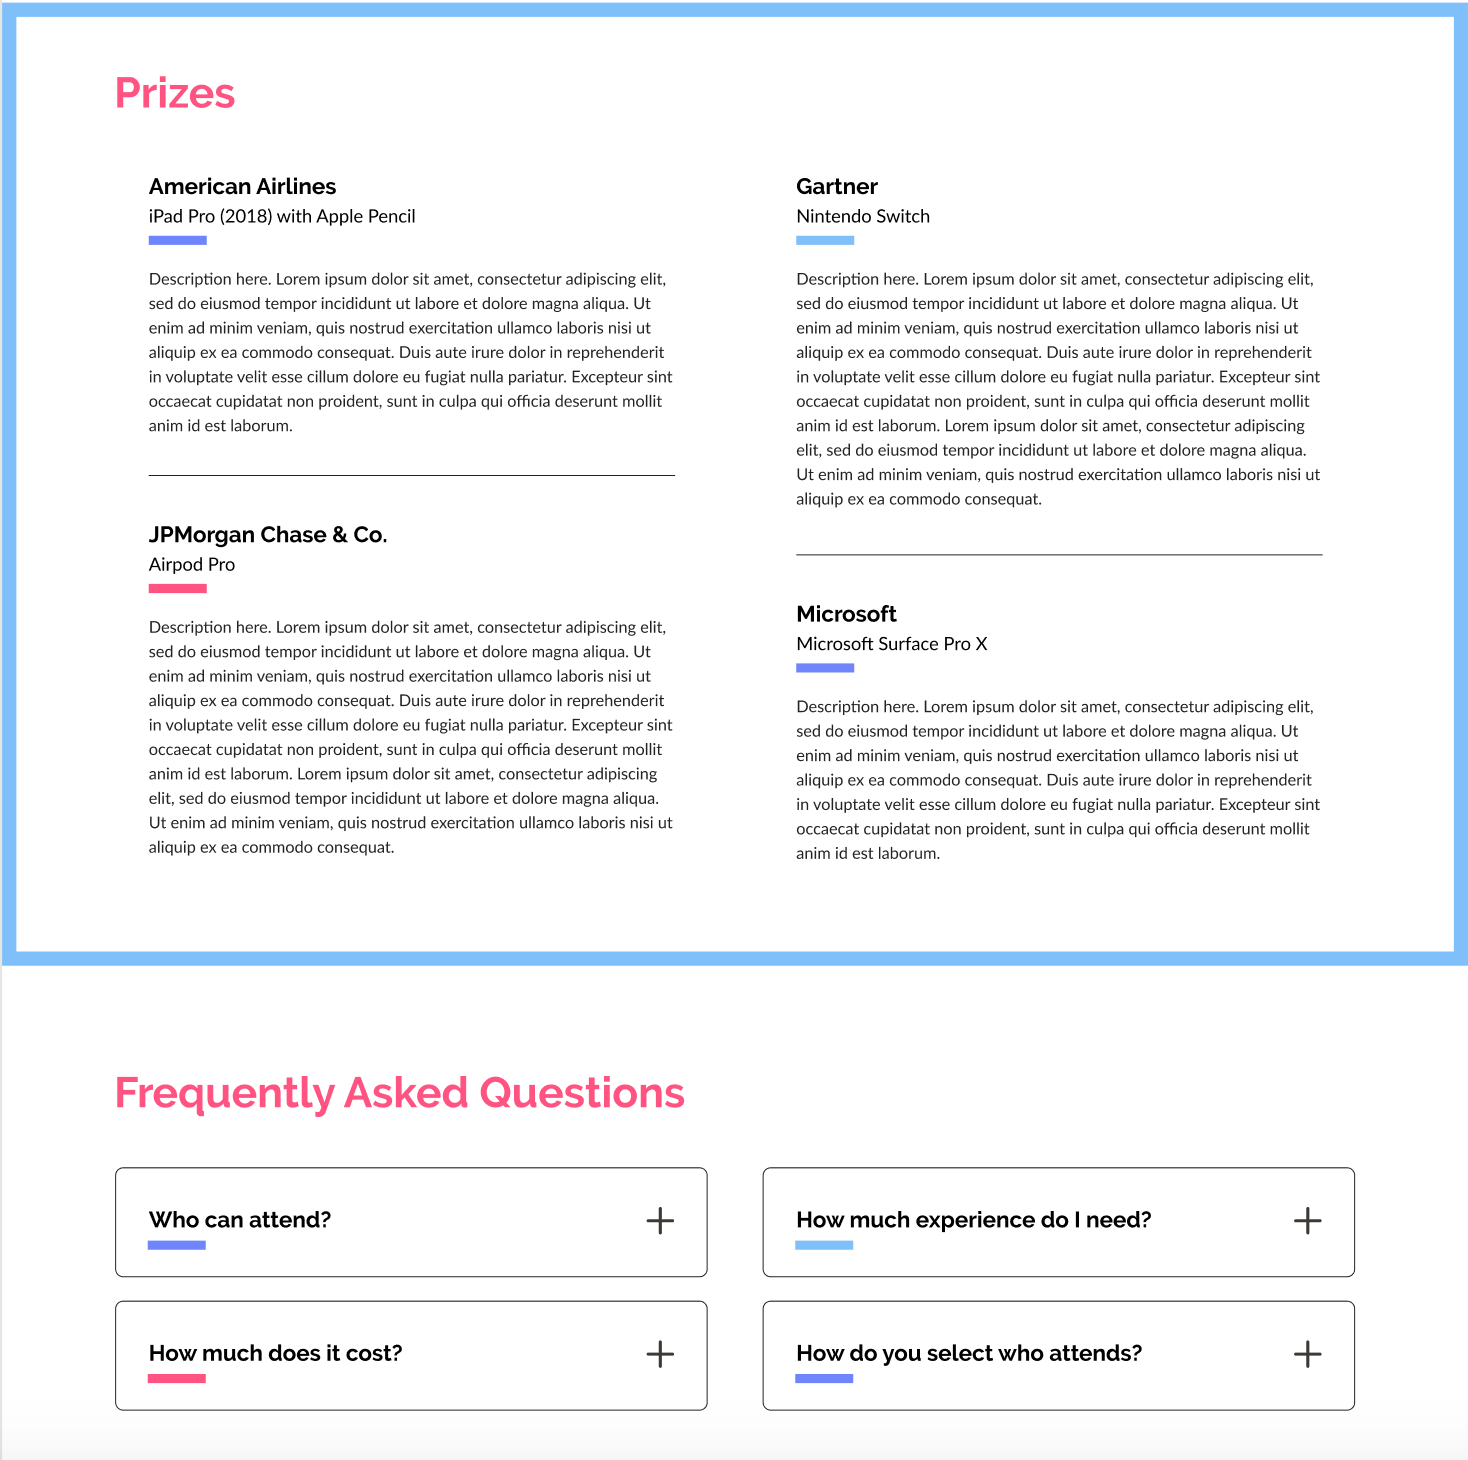 Prizes
American Airlines
iPad Pro (2018) with Apple Pencil
Description here. Lorem ipsum dolor sit amet, consectetur adipiscing elit,
sed do eiusmod tempor incididunt ut labore et dolore magna aliqua. Ut
enim ad minim veniam, quis nostrud exercitation ullamco laboris nisi ut
aliquip ex ea commodo consequat. Duis aute irure dolor in reprehenderit
in voluptate velit esse cillum dolore eu fugiat nulla pariatur. Excepteur sint
occaecat cupidatat non proident, sunt in culpa qui officia deserunt mollit
anim id est laborum.
JPMorgan Chase & Co.
Airpod Pro
Description here. Lorem ipsum dolor sit amet, consectetur adipiscing elit,
sed do eiusmod tempor incididunt ut labore et dolore magna aliqua. Ut
enim ad minim veniam, quis nostrud exercitation ullamco laboris nisi ut
aliquip ex ea commodo consequat. Duis aute irure dolor in reprehenderit
in voluptate velit esse cillum dolore eu fugiat nulla pariatur. Excepteur sint
occaecat cupidatat non proident, sunt in culpa qui officia deserunt mollit
anim id est laborum. Lorem ipsum dolor sit amet, consectetur adipiscing
elit, sed do eiusmod tempor incididunt ut labore et dolore magna aliqua.
Ut enim ad minim veniam, quis nostrud exercitation ullamco laboris nisi ut
aliquip ex ea commodo consequat.
Gartner
Nintendo Switch
Description here. Lorem ipsum dolor sit amet, consectetur adipiscing elit,
sed do eiusmod tempor incididunt ut labore et dolore magna aliqua. Ut
enim ad minim veniam, quis nostrud exercitation ullamco laboris nisi ut
aliquip ex ea commodo consequat. Duis aute irure dolor in reprehenderit
in voluptate velit esse cillum dolore eu fugiat nulla pariatur. Excepteur sint
occaecat cupidatat non proident, sunt in culpa qui officia deserunt mollit
anim id est laborum. Lorem ipsum dolor sit amet, consectetur adipiscing
elit, sed do eiusmod tempor incididunt ut labore et dolore magna aliqua.
Ut enim ad minim veniam, quis nostrud exercitation ullamco laboris nisi ut
aliquip ex ea commodo consequat.
Microsoft
Microsoft Surface Pro X
Description here. Lorem ipsum dolor sit amet, consectetur adipiscing elit,
sed do eiusmod tempor incididunt ut labore et dolore magna aliqua. Ut
enim ad minim veniam, quis nostrud exercitation ullamco laboris nisi ut
aliquip ex ea commodo consequat. Duis aute irure dolor in reprehenderit
in voluptate velit esse cillum dolore eu fugiat nulla pariatur. Excepteur sint
occaecat cupidatat non proident, sunt in culpa qui officia deserunt mollit
anim id est laborum.
Frequently Asked Questions
Who can attend?
How much experience do I need?
How much does it cost?
How do you select who attends?